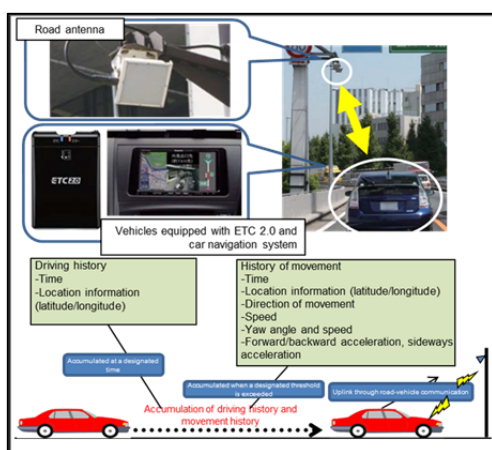 Road antenna
ETC2.0
Vehicles equipped with ETC 2.0 and
car navigation system
Driving history
-Time
-Location information
(latitude/longitude)
History of movement
-Time
-Location information (latitude/longitude)
-Direction of movement
-Speed
-Yaw angle and speed
-Forward/backward acceleration, sideways
acceleration
Accumulated at a designated
time
Accumulated when a designated threshold
is exceeded
Uplink through road-vehicle communication
Accumulation of driving history and
movement history